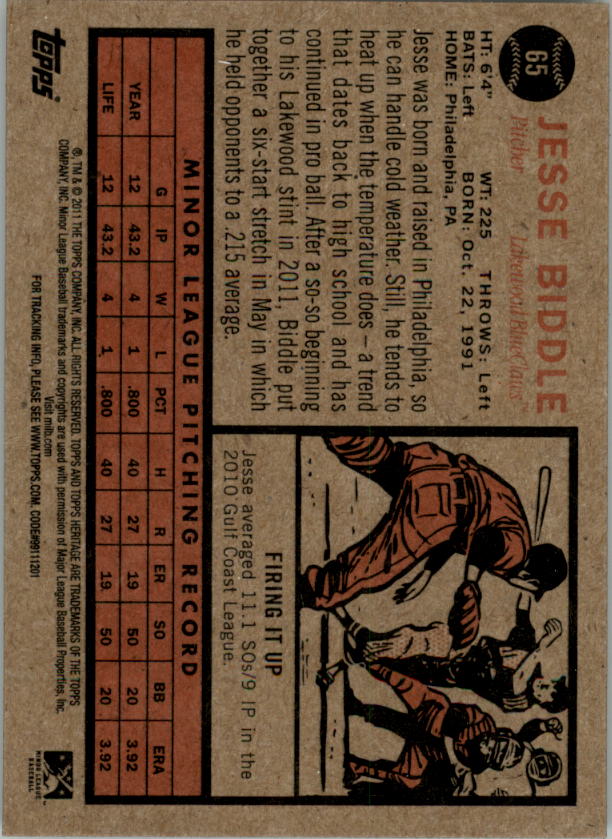 65
JESSE BIDDLE
Pitcher Lakewood BlueClaws™
HT: 6'4" WT: 225 THROWS: Left
BATS: Left BORN: Oct. 22, 1991
HOME: Philadelphia, PA
Jesse was born and raised in Philadelphia, so
he can handle cold weather. Still, he tends to
heat up when the temperature does – a trend
that dates back to high school and has
continued in pro ball. After a so-so beginning
to his Lakewood stint in 2011, Biddle put
together a six-start stretch in May in which
he held opponents to a .215 average.
FIRING IT UP
Jesse averaged 11.1 SOs/9 IP in the
2010 Gulf Coast League.
MINOR LEAGUE PITCHING RECORD
G IP W L PCT H R ER SO BB ERA
YEAR 12 43.2 4 1 .800 40 27 19 50 20 3.92
LIFE 12 43.2 4 1 .800 40 27 19 50 20 3.92
topps®
®, TM & © 2011 THE TOPPS COMPANY, INC. ALL RIGHTS RESERVED. TOPPS AND TOPPS HERITAGE ARE TRADEMARKS OF THE TOPPS
COMPANY, INC. Minor League Baseball trademarks and copyrights are used with permission of Major League Baseball Properties, Inc.
Visit milb.com
FOR TRACKING INFO, PLEASE SEE WWW.TOPPS.COM. CODE#99111201
MINOR LEAGUE
BASEBALL